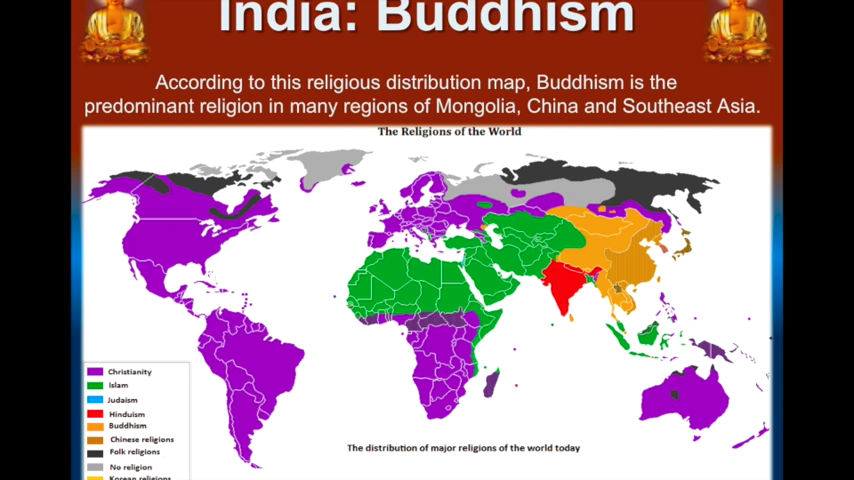 India: Buddhism
According to this religious distribution map, Buddhism is the
predominant religion in many regions of Mongolia, China and Southeast Asia.
The Religions of the World
Christianity
Islam
Judaism
Hinduism
Buddhism
Chinese religions
Folk religions
No religion
Korean religions
The distribution of major religions of the world today